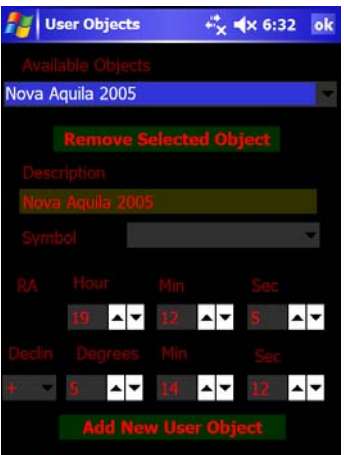 User Objects 6:32 ok
Available Objects
Nova Aquila 2005
Remove Selected Object
Description
Nova Aquila 2005
Symbol
RA Hour Min Sec
19 12 5
Declin Degrees Min Sec
+ 5 14 12
Add New User Object